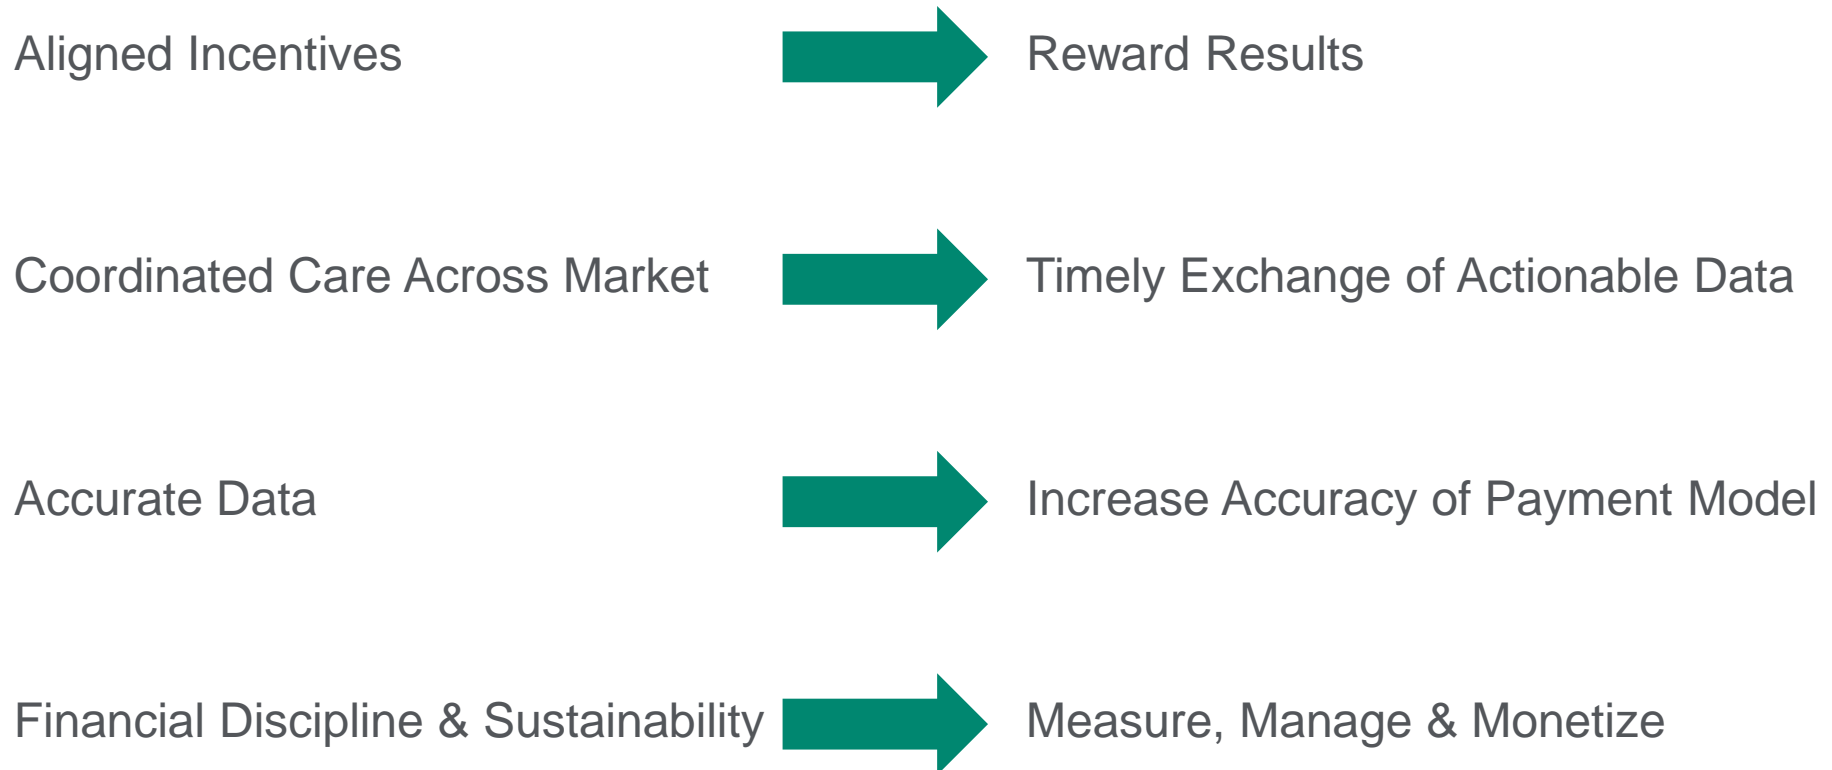 Aligned Incentives
Reward Results
Coordinated Care Across Market
Timely Exchange of Actionable Data
Accurate Data
Increase Accuracy of Payment Model
Financial Discipline & Sustainability
Measure, Manage & Monetize